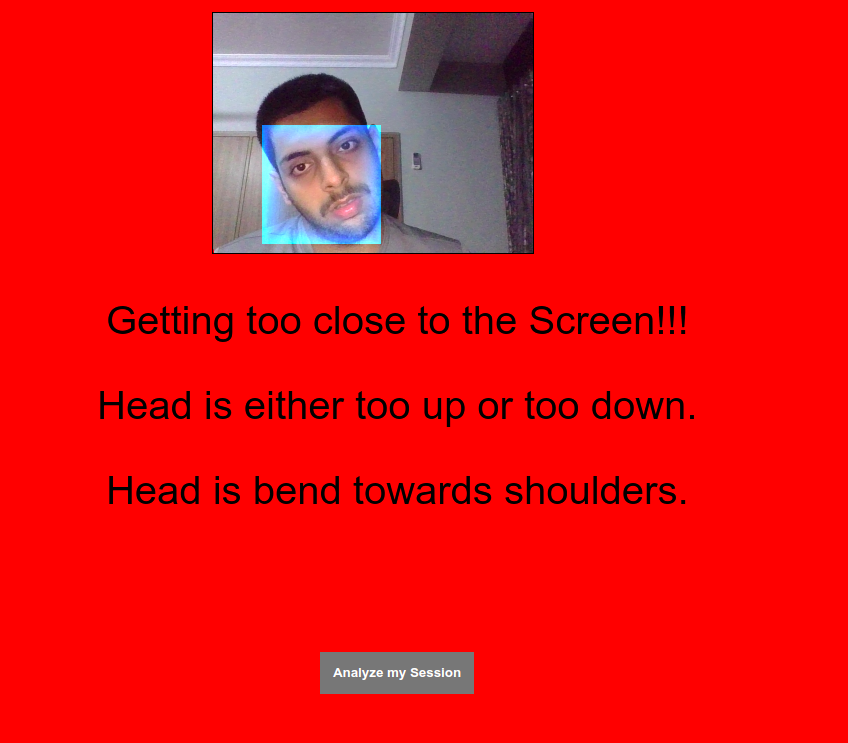 Getting too close to the Screen!!!
Head is either too up or too down.
Head is bend towards shoulders.
Analyze my Session